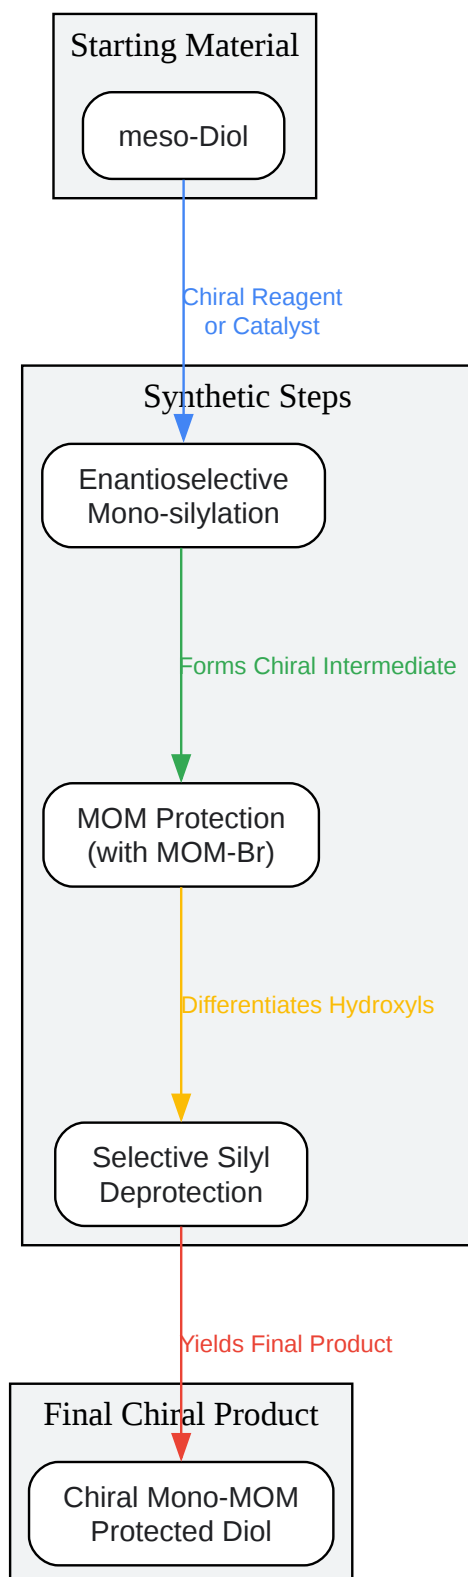 Starting Material
meso-Diol
Chiral Reagent
or Catalyst
Synthetic Steps
Enantioselective
Mono-silylation
Forms Chiral Intermediate
MOM Protection
(with MOM-Br)
Differentiates Hydroxyls
Selective Silyl
Deprotection
Yields Final Product
Final Chiral Product
Chiral Mono-MOM
Protected Diol